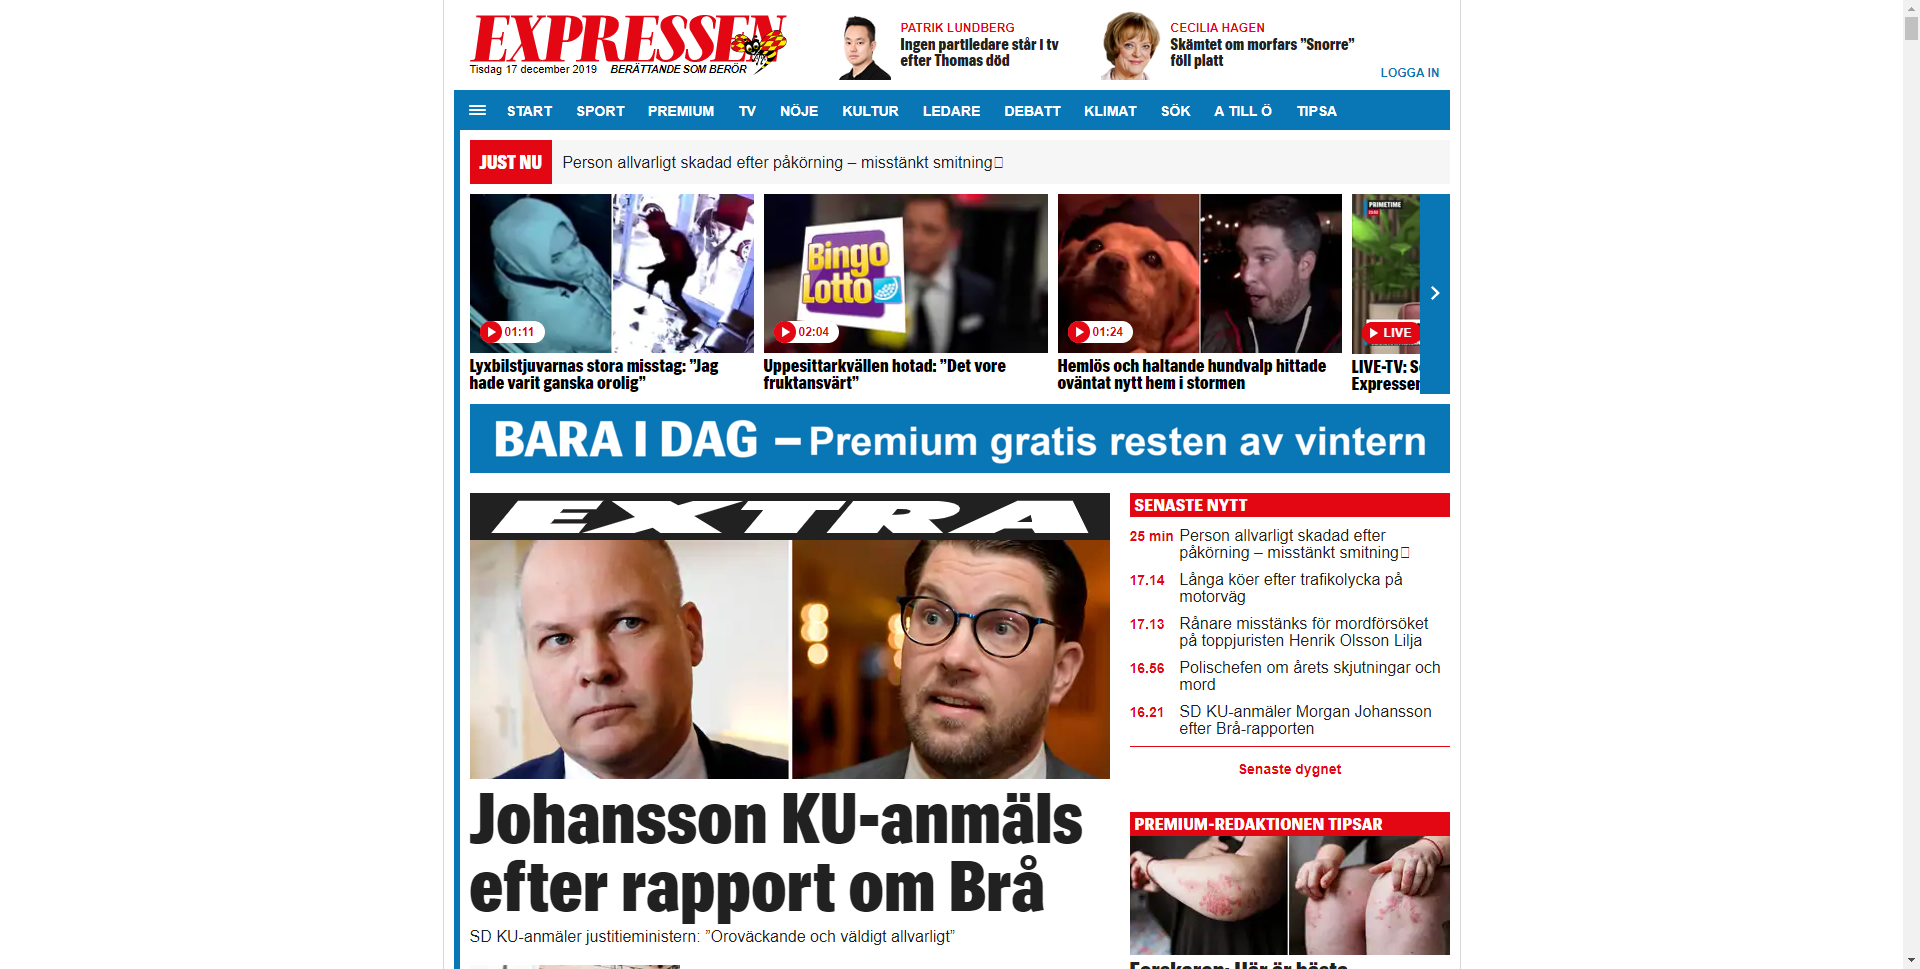 EXPRESSEN
Tisdag 17 december 2019 BERÄTTANDE SOM BERÖR
PATRIK LUNDBERG
Ingen partiledare står i tv
efter Thomas död
CECILIA HAGEN
Skämtet om morfars ”Snorre”
föll platt
LOGGA IN
START SPORT PREMIUM TV NÖJE KULTUR LEDARE DEBATT KLIMAT SÖK A TILL Ö TIPSA
JUST NU
Person allvarligt skadad efter påkörning – misstänkt smitning
01:11
Lyxbilstjuvarnas stora misstag: ”Jag
hade varit ganska orolig”
Bingo
Lotto
02:04
Uppesittarkvällen hotad: ”Det vore
fruktansvärt”
01:24
Hemlös och haltande hundvalp hittade
oväntat nytt hem i stormen
PRIMETIME
LIVE
LIVE-TV: S
Expressen
BARA I DAG – Premium gratis resten av vintern
EXTRA
Johansson KU-anmäls
efter rapport om Brå
SD KU-anmäler justitieministern: ”Oroväckande och väldigt allvarligt”
SENASTE NYTT
25 min Person allvarligt skadad efter
påkörning – misstänkt smitning
17.14 Långa köer efter trafikolycka på
motorväg
17.13 Rånare misstänks för mordförsöket
på toppjuristen Henrik Olsson Lilja
16.56 Polischefen om årets skjutningar och
mord
16.21 SD KU-anmäler Morgan Johansson
efter Brå-rapporten
Senaste dygnet
PREMIUM-REDAKTIONEN TIPSAR
Forskaren: Här är bästa